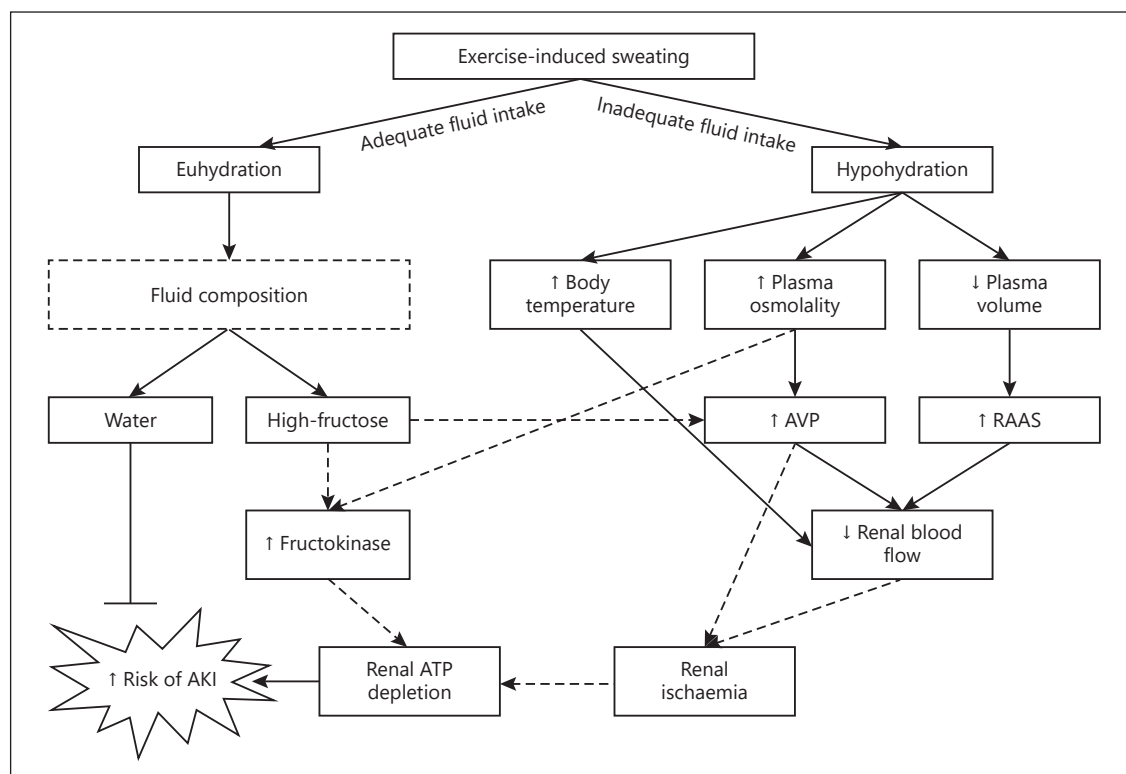 Exercise-induced sweating
Adequate fluid intake
Inadequate fluid intake
Euhydration
Hypohydration
Fluid composition
↑ Body
temperature
↑ Plasma
osmolality
↓ Plasma
volume
Water
High-fructose
↑ AVP
↑ RAAS
↑ Fructokinase
↓ Renal blood
flow
↑ Risk of AKI
Renal ATP
depletion
Renal
ischaemia